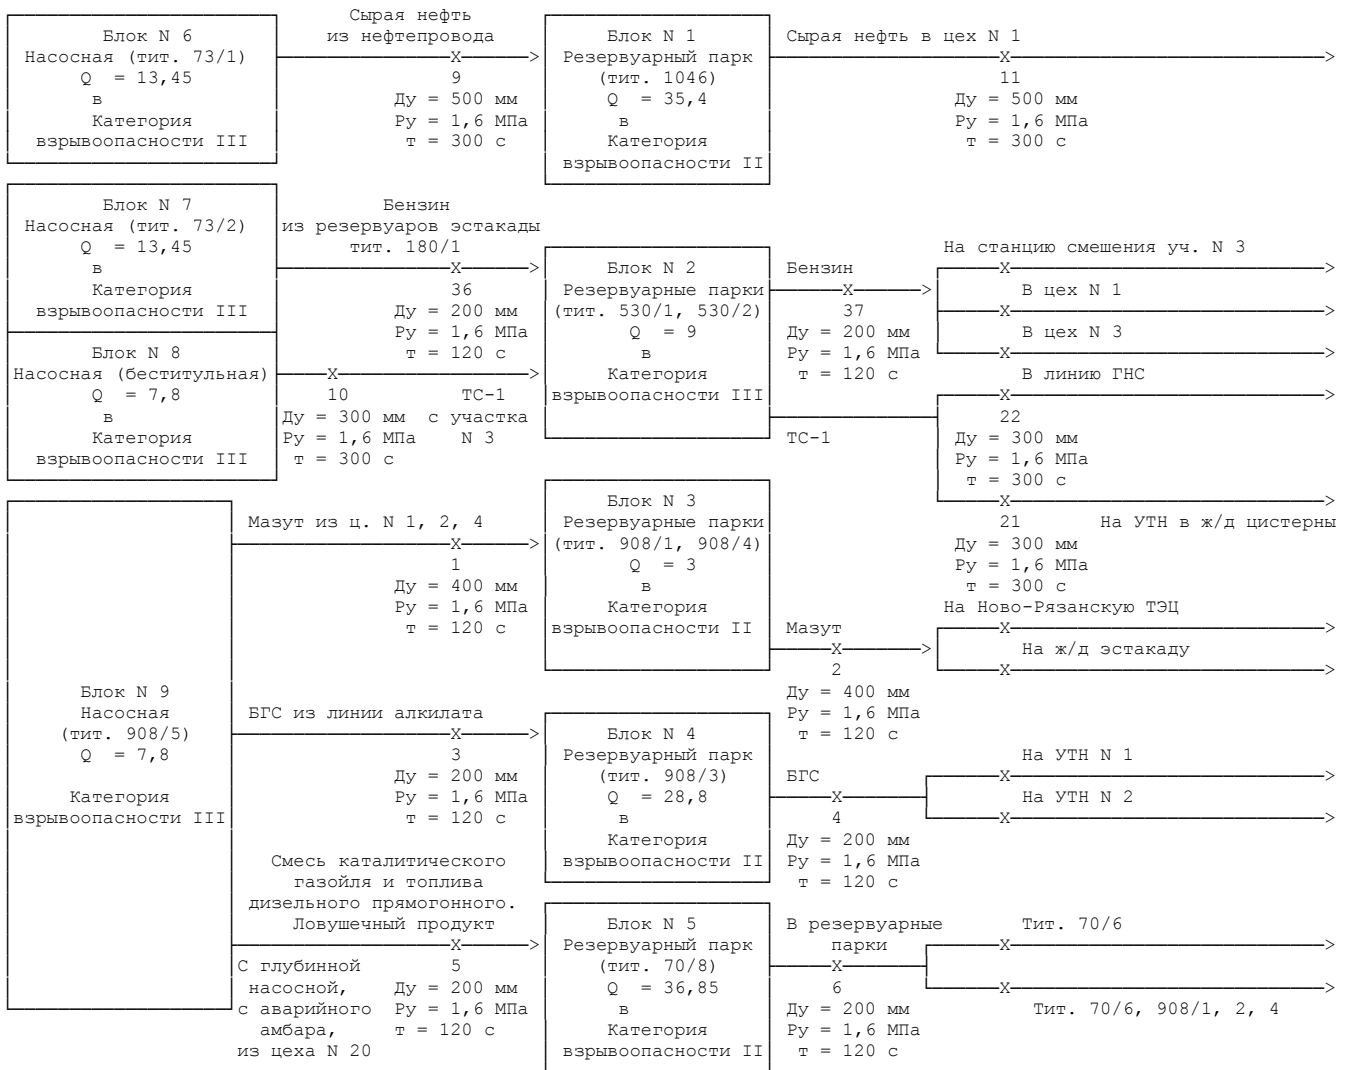 Сырая нефть
Блок N 6 из нефтепровода Блок N 1 Сырая нефть в цех N 1
Насосная (тит. 73/1) X > Резервуарный парк X >
Q = 13,45 9 (тит. 1046) 11
в Ду = 500 мм Q = 35,4 Ду = 500 мм
Категория Ру = 1,6 МПа в Ру = 1,6 МПа
взрывоопасности III т = 300 с Категория т = 300 с
взрывоопасности II
Блок N 7 Бензин
Насосная (тит. 73/2) из резервуаров эстакады
Q = 13,45 тит. 180/1 На станцию смешения уч. N 3
в X > Блок N 2 Бензин X >
Категория 36 Резервуарные парки X > В цех N 1
взрывоопасности III Ду = 200 мм (тит. 530/1, 530/2) 37 X >
Ру = 1,6 МПа Q = 9 Ду = 200 мм В цех N 3
Блок N 8 т = 120 с в Ру = 1,6 МПа X >
Насосная (беститульная) X > Категория т = 120 с В линию ГНС
Q = 7,8 10 ТС-1 взрывоопасности III X >
в Ду = 300 мм с участка 22
Категория Ру = 1,6 МПа N 3 ТС-1 Ду = 300 мм
взрывоопасности III т = 300 с Ру = 1,6 МПа
т = 300 с
Блок N 3 X >
Мазут из ц. N 1, 2, 4 Резервуарные парки 21 На УТН в ж/д цистерны
X > (тит. 908/1, 908/4) Ду = 300 мм
1 Q = 3 Ру = 1,6 МПа
Ду = 400 мм в т = 300 с
Ру = 1,6 МПа Категория На Ново-Рязанскую ТЭЦ
т = 120 с взрывоопасности II Мазут X >
X > На ж/д эстакаду
2 X >
Блок N 9 Ду = 400 мм
Насосная БГС из линии алкилата Ру = 1,6 МПа
(тит. 908/5) X > Блок N 4 т = 120 с
Q = 7,8 3 Резервуарный парк На УТН N 1
Ду = 200 мм (тит. 908/3) БГС X >
Категория Ру = 1,6 МПа Q = 28,8 X На УТН N 2
взрывоопасности III т = 120 с в 4 X >
Категория Ду = 200 мм
Смесь каталитического взрывоопасности II Ру = 1,6 МПа
газойля и топлива т = 120 с
дизельного прямогонного.
Ловушечный продукт Блок N 5 В резервуарные Тит. 70/6
X > Резервуарный парк парки X >
С глубинной 5 (тит. 70/8) X
насосной, Ду = 200 мм Q = 36,85 6 X >
с аварийного Ру = 1,6 МПа в Ду = 200 мм Тит. 70/6, 908/1, 2, 4
амбара, т = 120 с Категория Ру = 1,6 МПа
из цеха N 20 взрывоопасности II т = 120 с